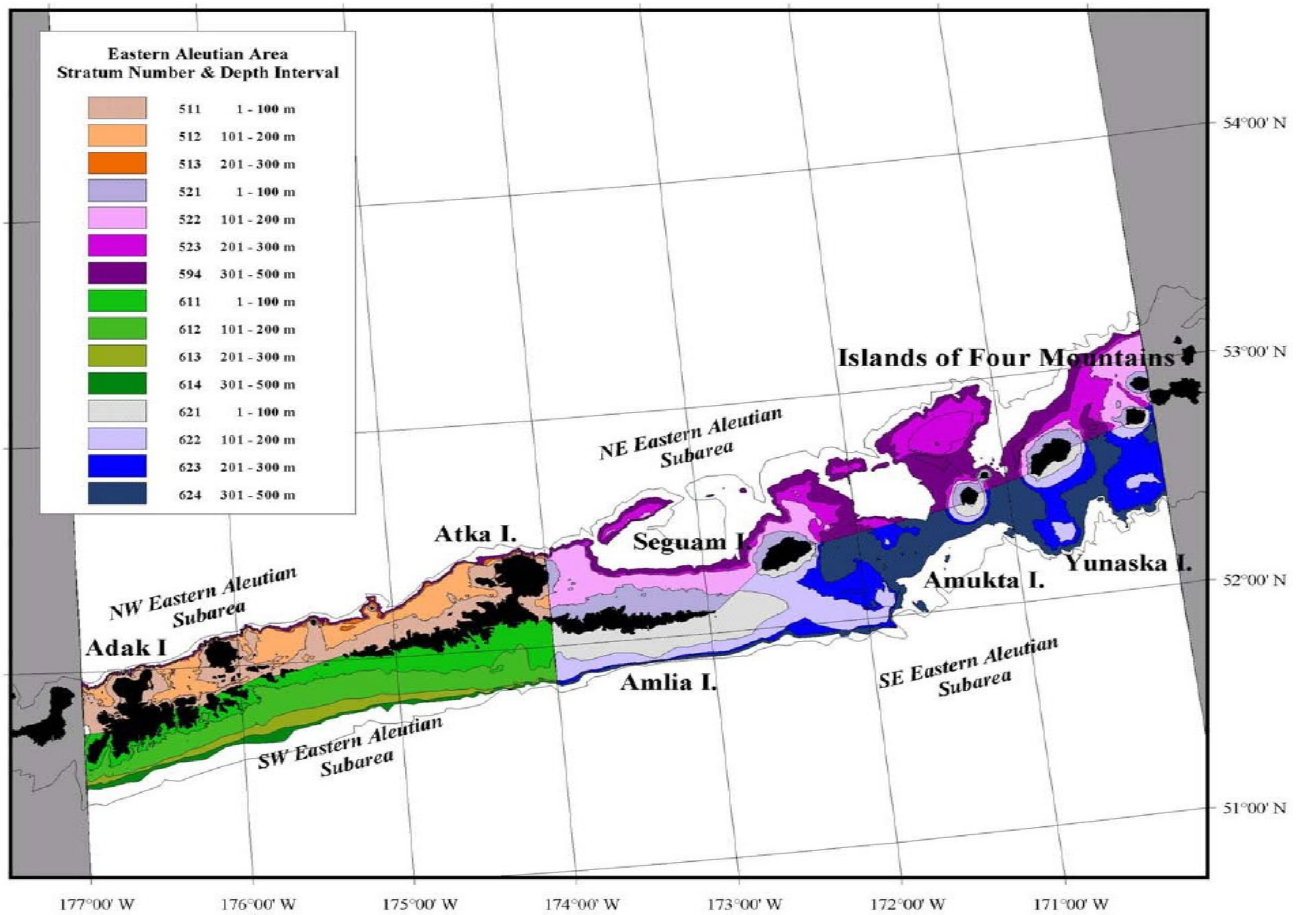 Eastern Aleutian Area
Stratum Number & Depth Interval
511 1 - 100 m
512 101 - 200 m
513 201 - 300 m
521 1 - 100 m
522 101 - 200 m
523 201 - 300 m
594 301 - 500 m
611 1 - 100 m
612 101 - 200 m
613 201 - 300 m
614 301 - 500 m
621 1 - 100 m
622 101 - 200 m
623 201 - 300 m
624 301 - 500 m
54°00' N
53°00' N
52°00' N
51°00' N
Islands of Four Mountains
NE Eastern Aleutian
Subarea
Atka I.
Seguam I.
Yunaska I.
Amukta I.
NW Eastern Aleutian
Subarea
Adak I
Amlia I.
SE Eastern Aleutian
Subarea
SW Eastern Aleutian
Subarea
177°00' W
176°00' W
175°00' W
174°00' W
173°00' W
172°00' W
171°00' W